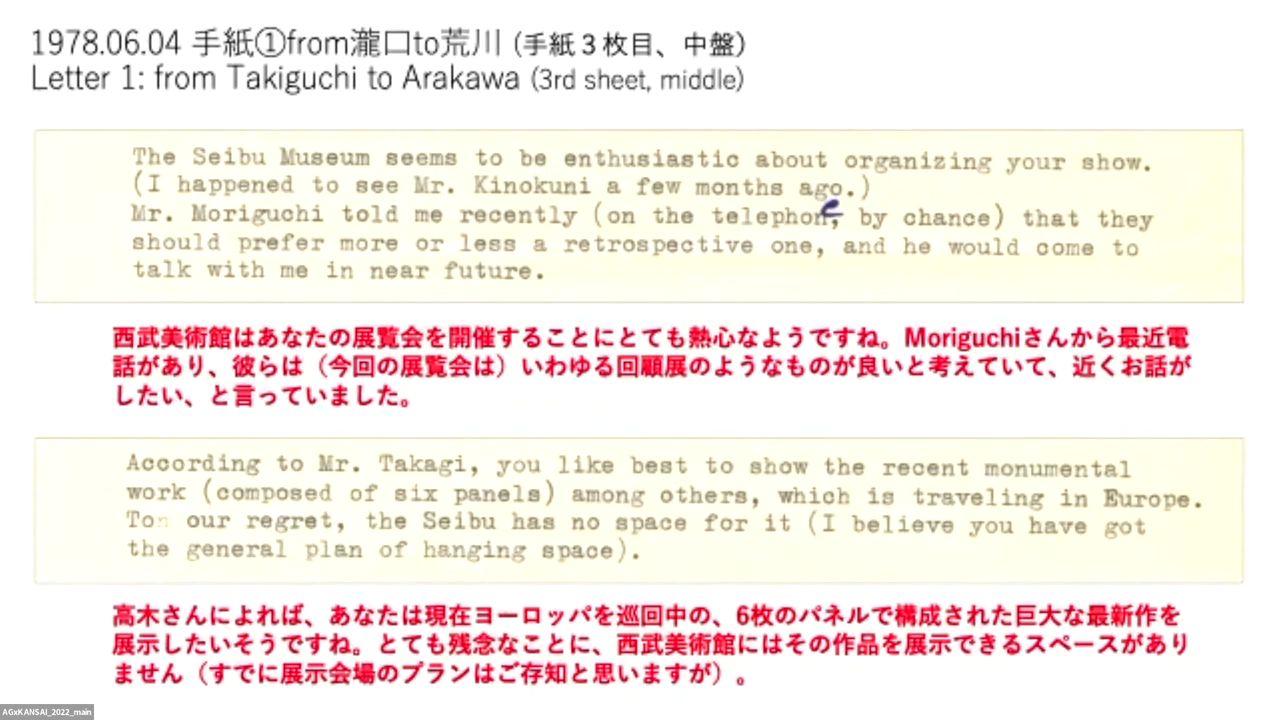 1978.06.04 手紙①from瀧口to荒川 (手紙３枚目、中盤)
Letter 1: from Takiguchi to Arakawa (3rd sheet, middle)
The Seibu Museum seems to be enthusiastic about organizing your show.
(I happened to see Mr. Kinokuni a few months ago.)
Mr. Moriguchi told me recently (on the telephone, by chance) that they
should prefer more or less a retrospective one, and he would come to
talk with me in near future.
西武美術館はあなたの展覧会を開催することにとても熱心なようですね。Moriguchiさんから最近電
話があり、彼らは（今回の展覧会は）いわゆる回顧展のようなものが良いと考えていて、近くお話が
したい、と言っていました。
According to Mr. Takagi, you like best to show the recent monumental
work (composed of six panels) among others, which is traveling in Europe.
To our regret, the Seibu has no space for it (I believe you have got
the general plan of hanging space).
高木さんによれば、あなたは現在ヨーロッパを巡回中の、6枚のパネルで構成された巨大な最新作を
展示したいそうですね。とても残念なことに、西武美術館にはその作品を展示できるスペースがあり
ません（すでに展示会場のプランはご存知と思いますが）。
AGxKANSAI_2022_main